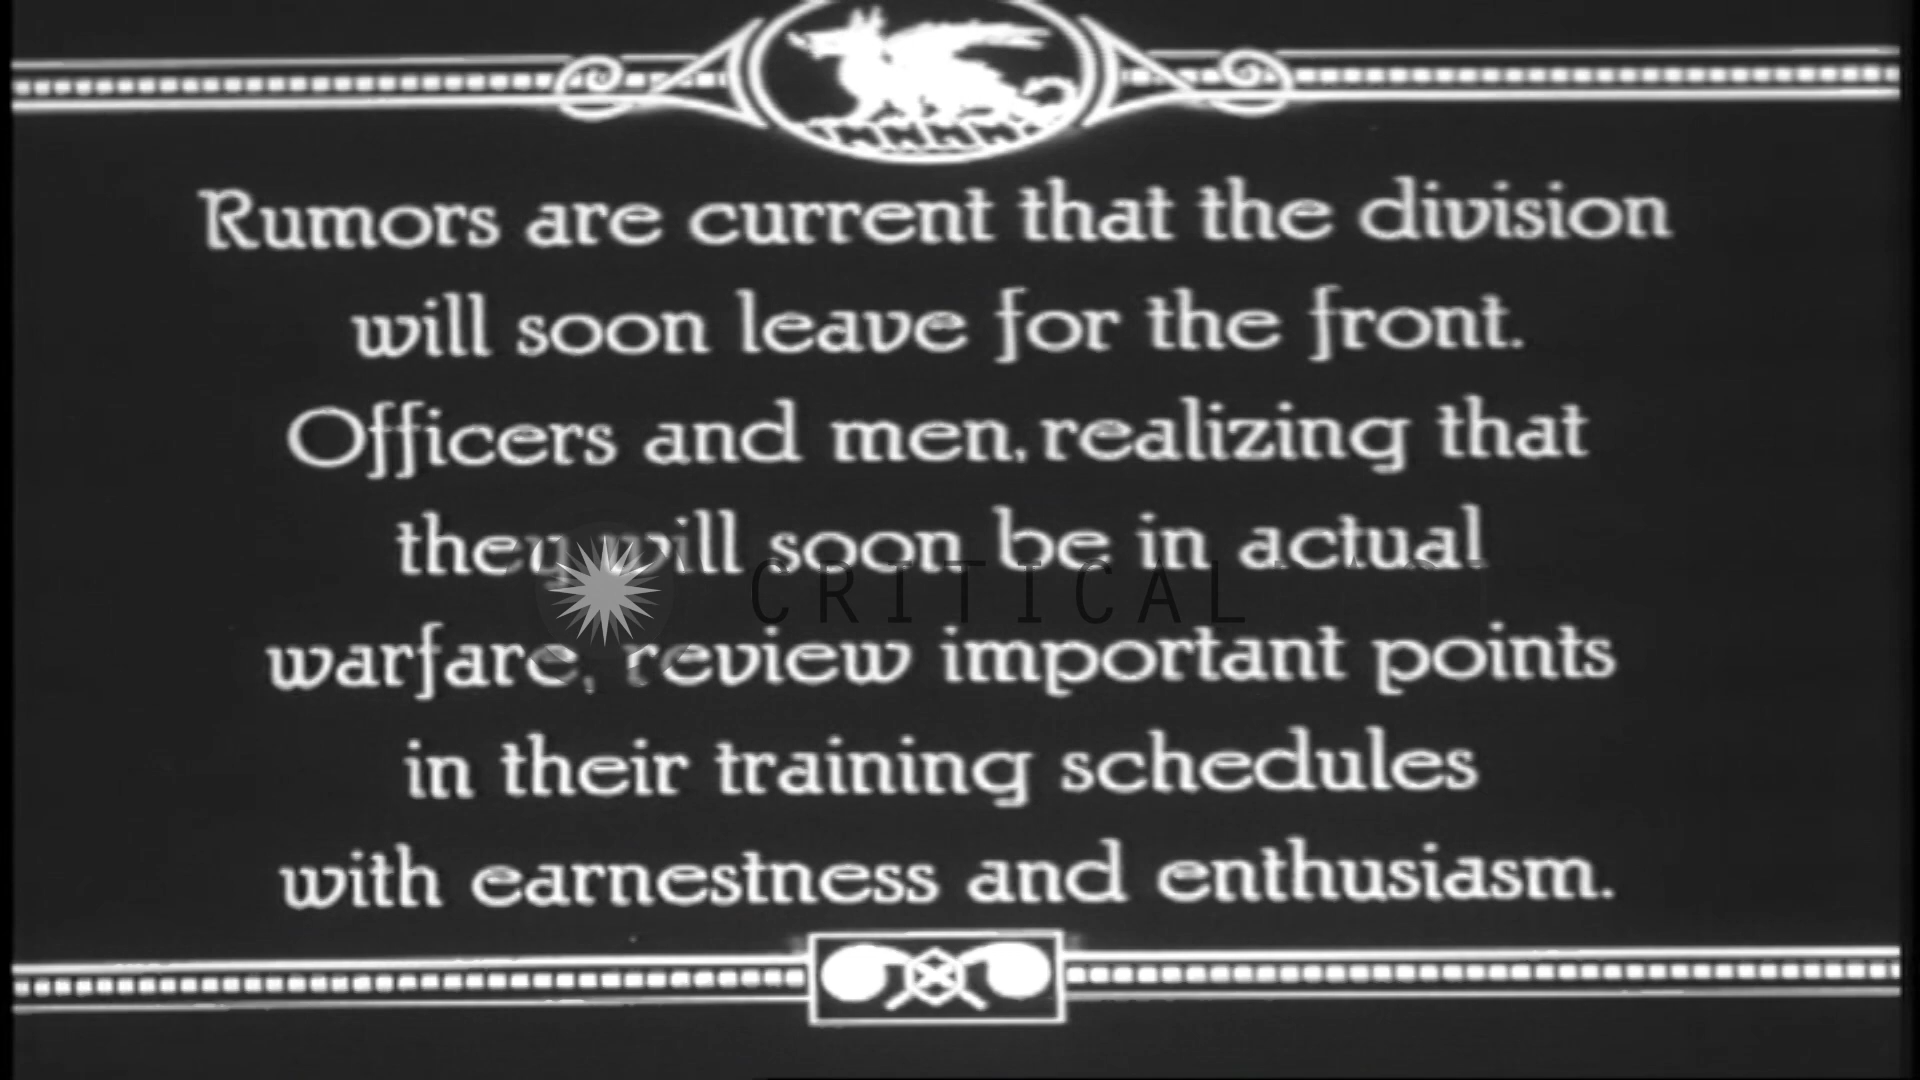 Rumors are current that the division
will soon leave for the front.
Officers and men, realizing that
they will soon be in actual
CRITICAL PAST
warfare, review important points
in their training schedules
with earnestness and enthusiasm.